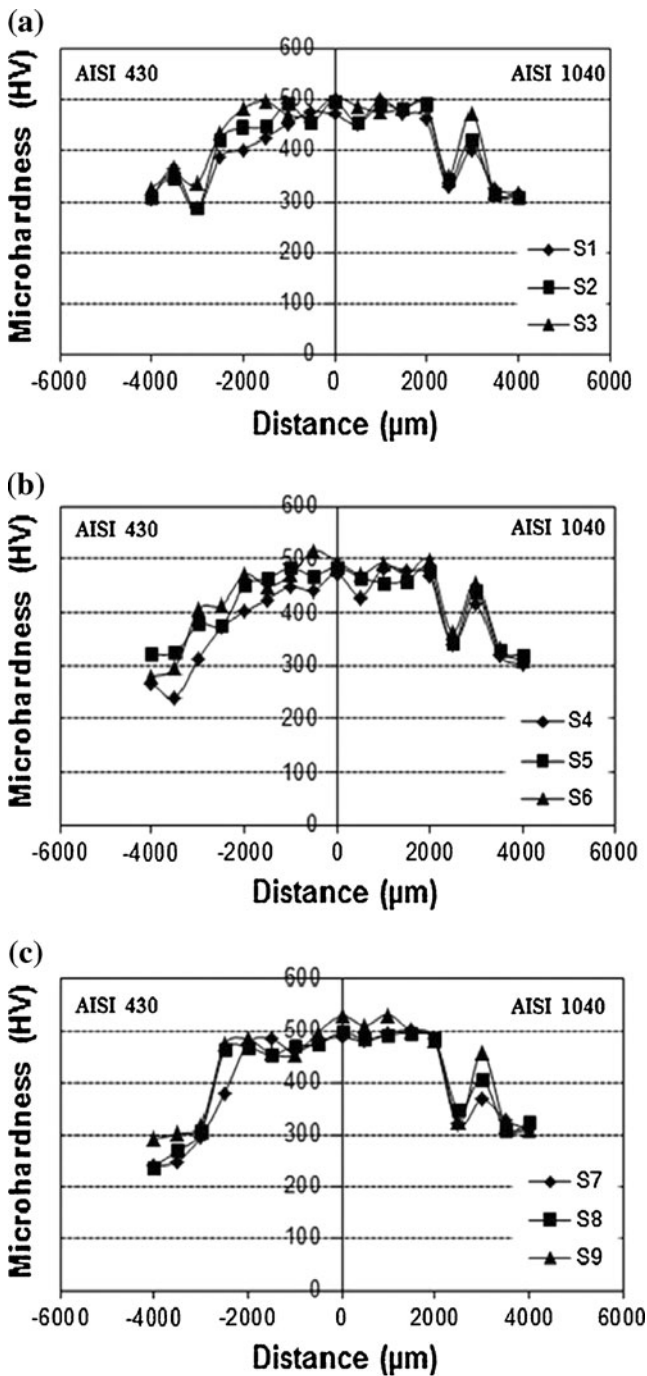 (a)
Microhardness (HV)
AISI 430
AISI 1040
600
500
400
300
200
100
0
S1
S2
S3
-6000 -4000 -2000 0 2000 4000 6000
Distance (µm)
(b)
Microhardness (HV)
AISI 430
AISI 1040
600
500
400
300
200
100
0
S4
S5
S6
-6000 -4000 -2000 0 2000 4000 6000
Distance (µm)
(c)
Microhardness (HV)
AISI 430
AISI 1040
600
500
400
300
200
100
0
S7
S8
S9
-6000 -4000 -2000 0 2000 4000 6000
Distance (µm)